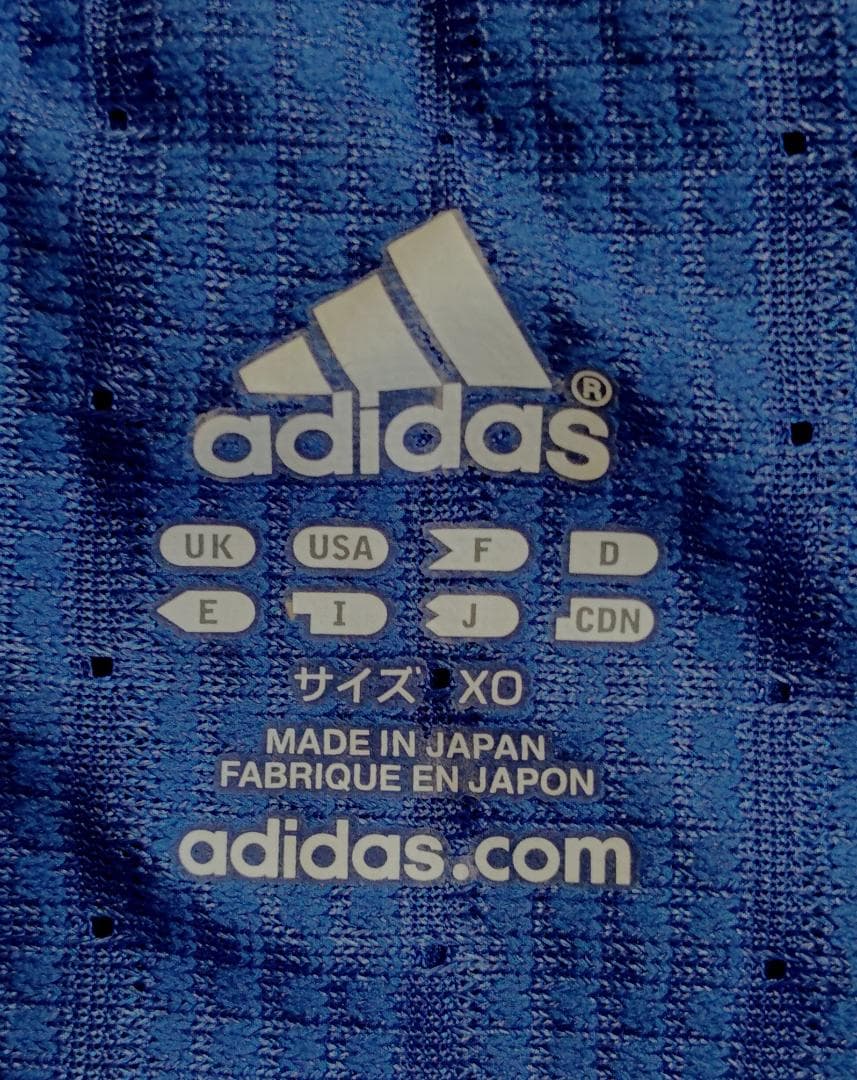 adidas®
UK USA F D
E I J CDN
サイズ XO
MADE IN JAPAN
FABRIQUE EN JAPON
adidas.com